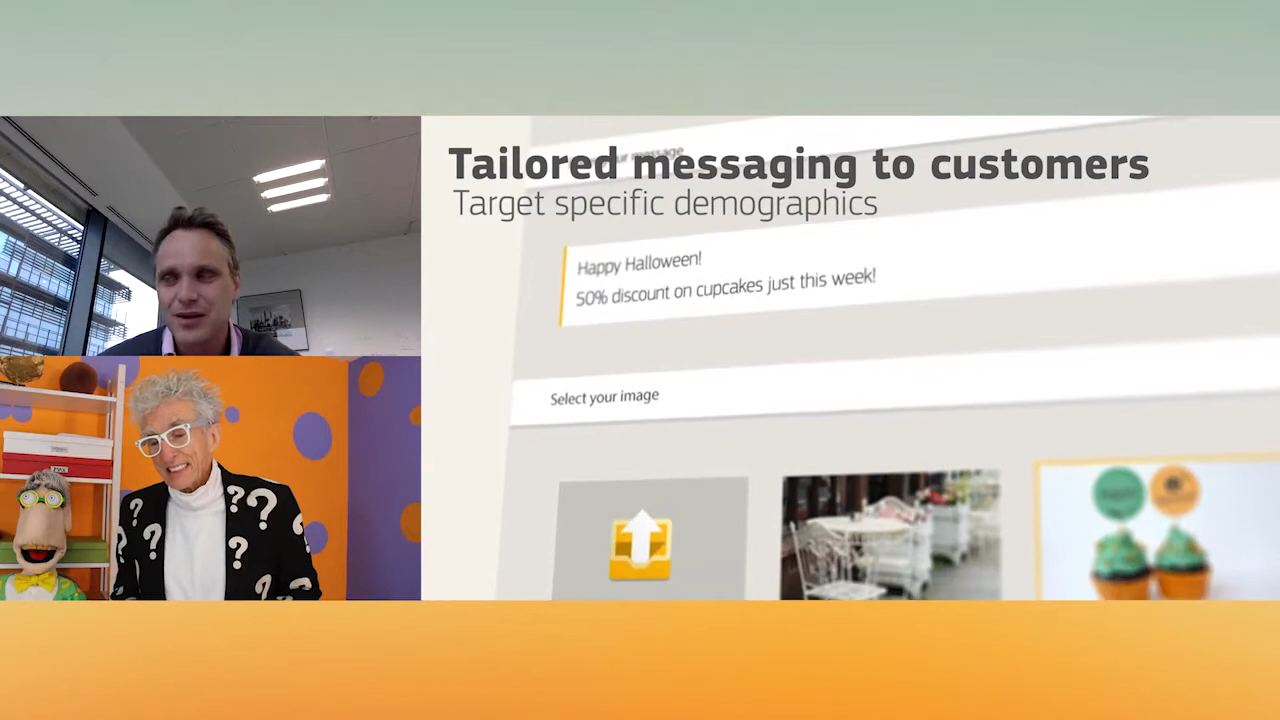 Tailored messaging to customers
Target specific demographics
Happy Halloween!
50% discount on cupcakes just this week!
Select your image
? ? ? ? ? ? ?